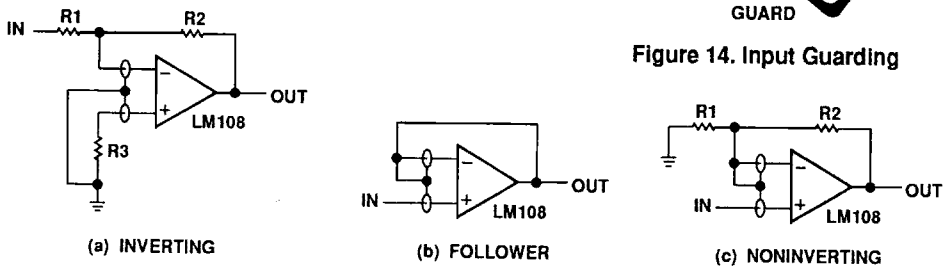 GUARD
Figure 14. Input Guarding
IN
R1
R2
−
+
OUT
LM108
R3
(a) INVERTING
−
+
IN
OUT
LM108
(b) FOLLOWER
R1
R2
−
+
IN
OUT
LM108
(c) NONINVERTING